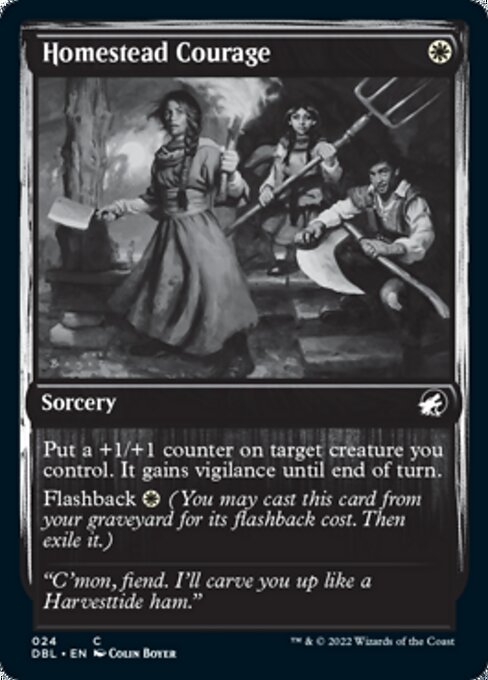 Homestead Courage
Sorcery
Put a +1/+1 counter on target creature you
control. It gains vigilance until end of turn.
Flashback (You may cast this card from
your graveyard for its flashback cost. Then
exile it.)
“C’mon, fiend. I’ll carve you up like a
Harvesttide ham.”
024 C
DBL • EN Colin Boyer
™ & © 2022 Wizards of the Coast